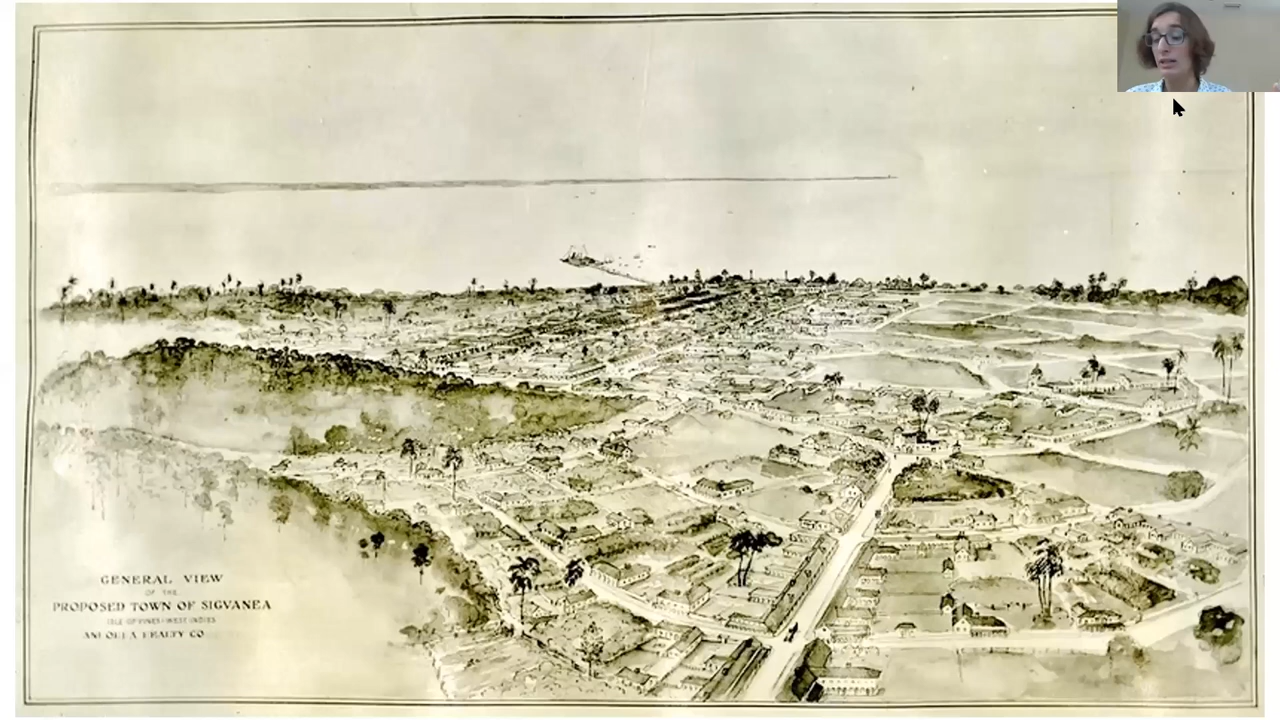 GENERAL VIEW
OF THE
PROPOSED TOWN OF SIGVANEA
ISLE OF PINES WEST INDIES
REALTY CO